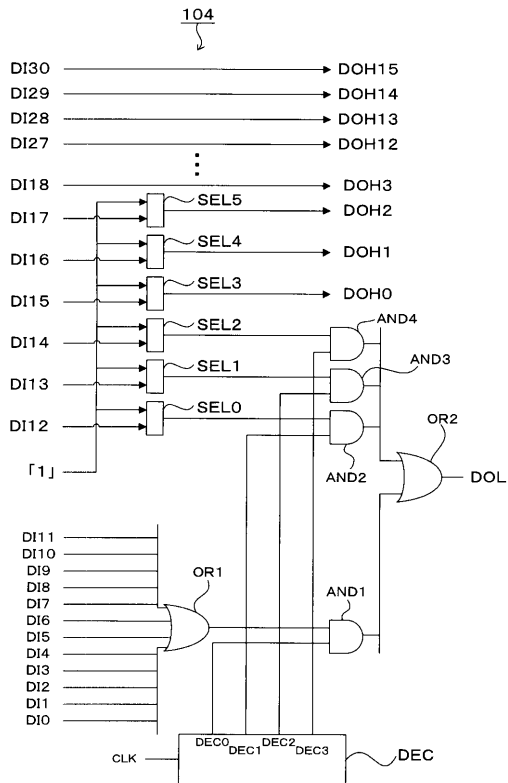 104
DI30 DOH15
DI29 DOH14
DI28 DOH13
DI27 DOH12
DI18 DOH3
SEL5
DI17 DOH2
SEL4
DI16 DOH1
SEL3
DI15 DOH0
SEL2 AND4
DI14
SEL1 AND3
DI13
SEL0
DI12 OR2
AND2
「1」 DOL
DI11
DI10
DI9
DI8
OR1 AND1
DI7
DI6
DI5
DI4
DI3
DI2
DI1
DI0
DEC0 DEC1 DEC2 DEC3
CLK DEC